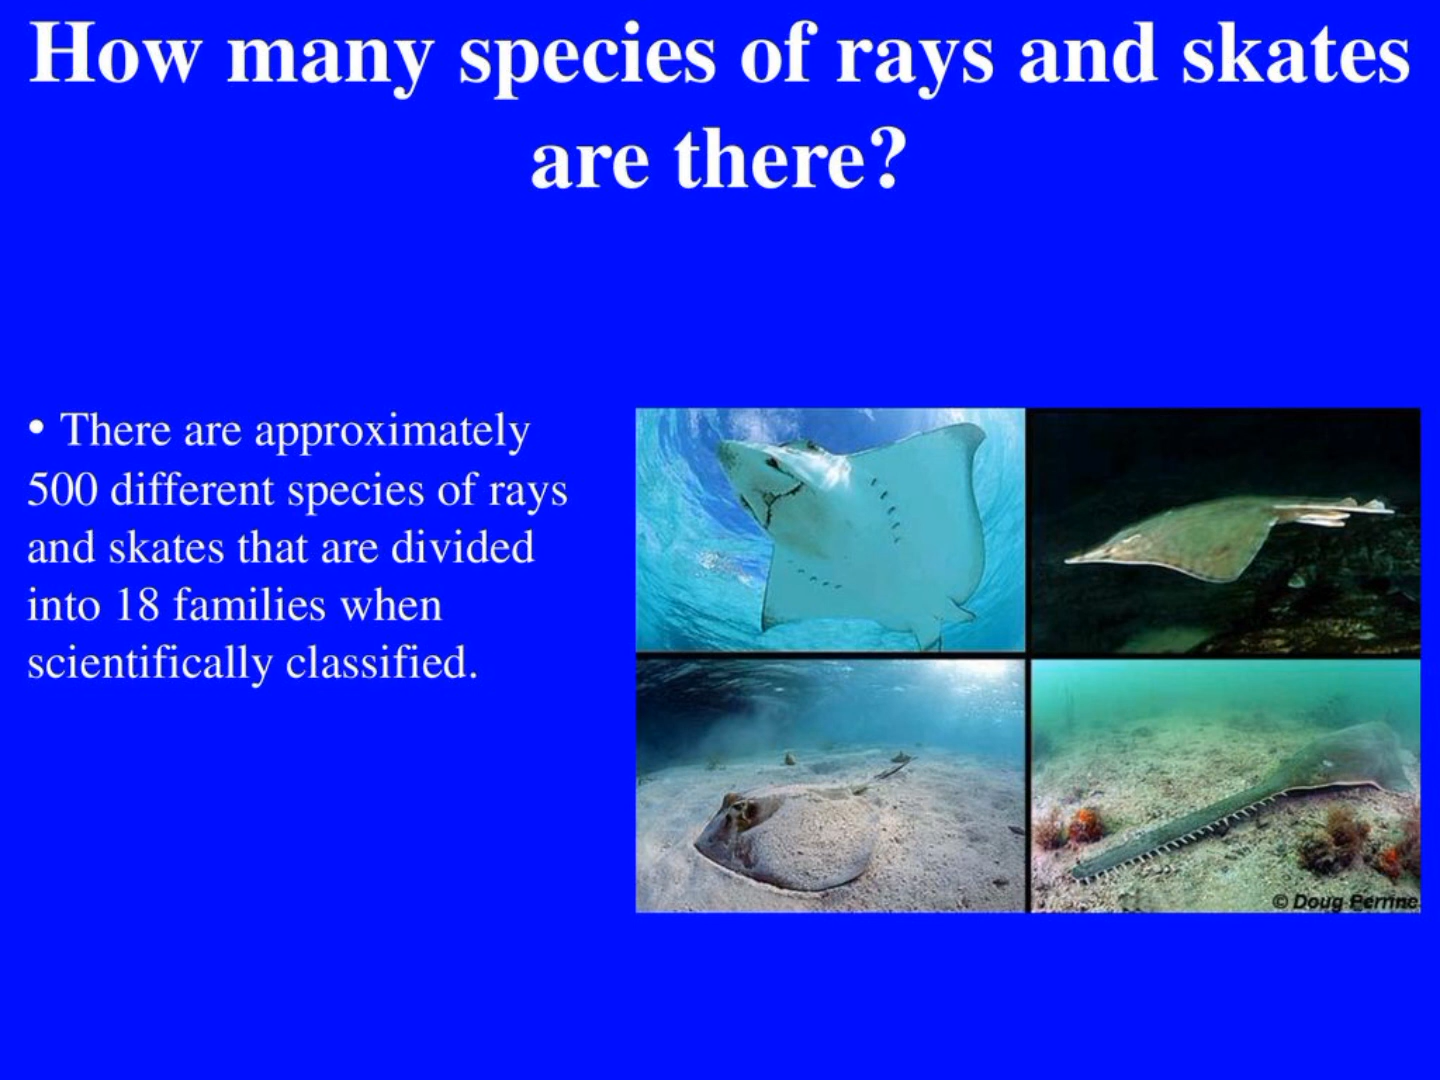 How many species of rays and skates
are there?
• There are approximately
500 different species of rays
and skates that are divided
into 18 families when
scientifically classified.
© Doug Perrine